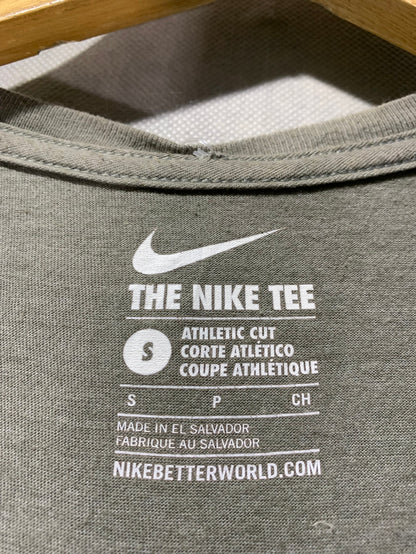 THE NIKE TEE
S
ATHLETIC CUT
CORTE ATLÉTICO
COUPE ATHLÉTIQUE
S P CH
MADE IN EL SALVADOR
FABRIQUE AU SALVADOR
NIKEBETTERWORLD.COM